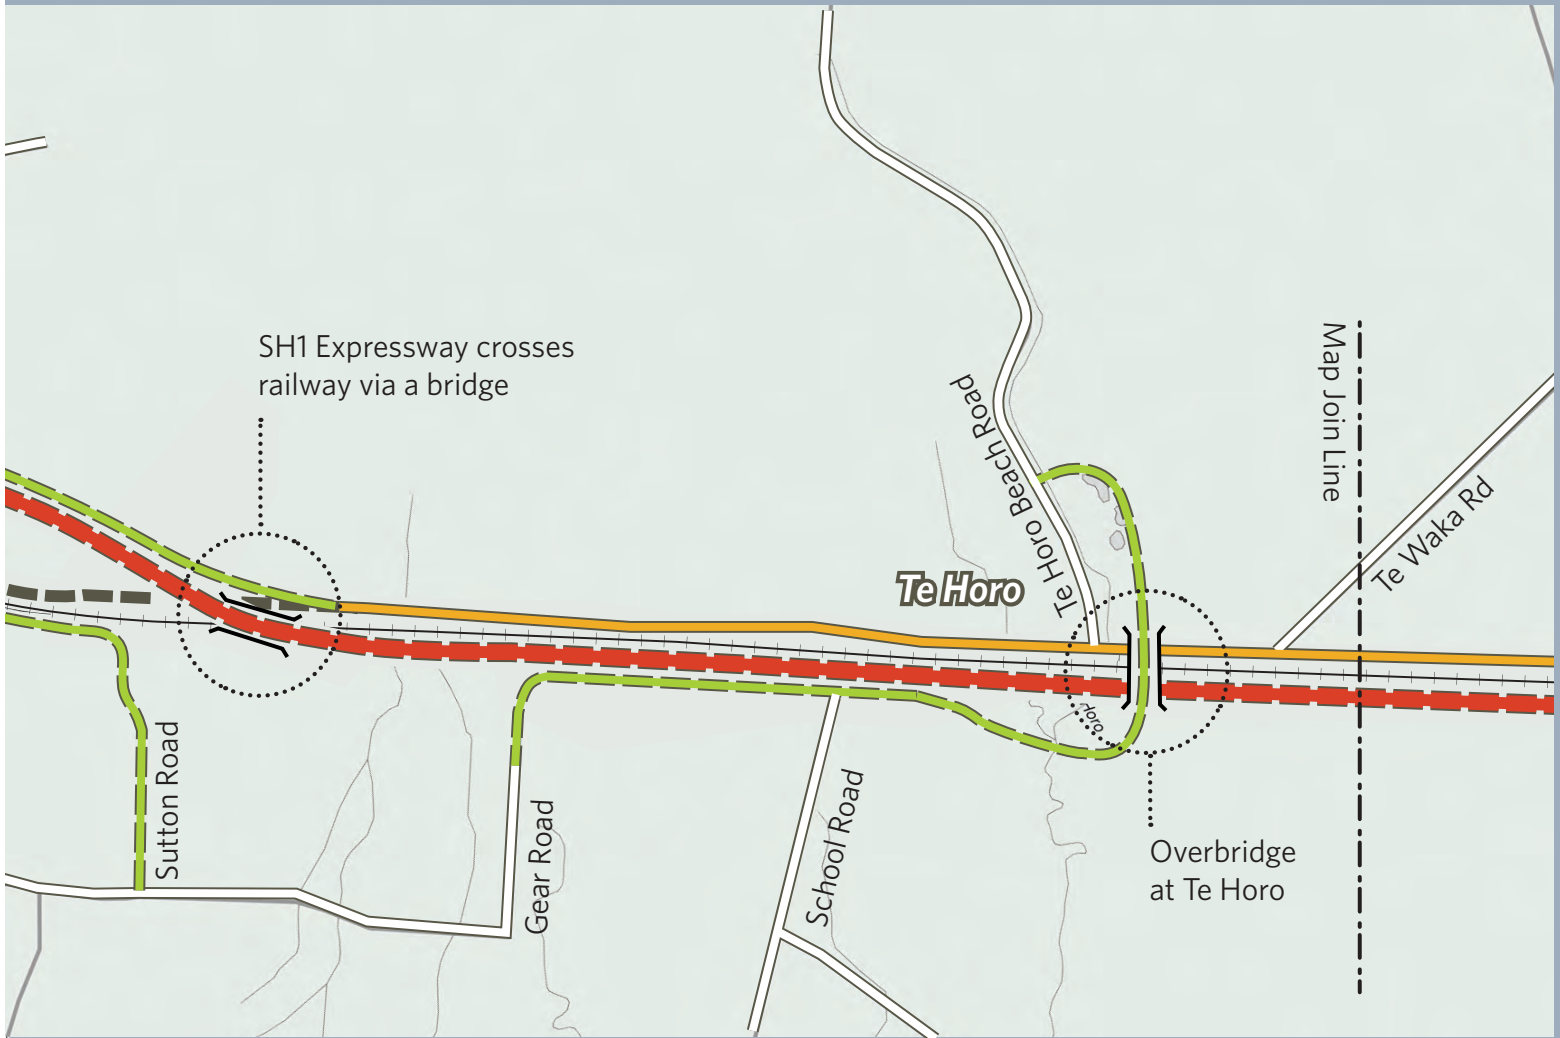 SH1 Expressway crosses
railway via a bridge
Te Horo Beach Road
Te Horo
Map Join Line
Te Waka Rd
Sutton Road
Gear Road
School Road
Overbridge
at Te Horo